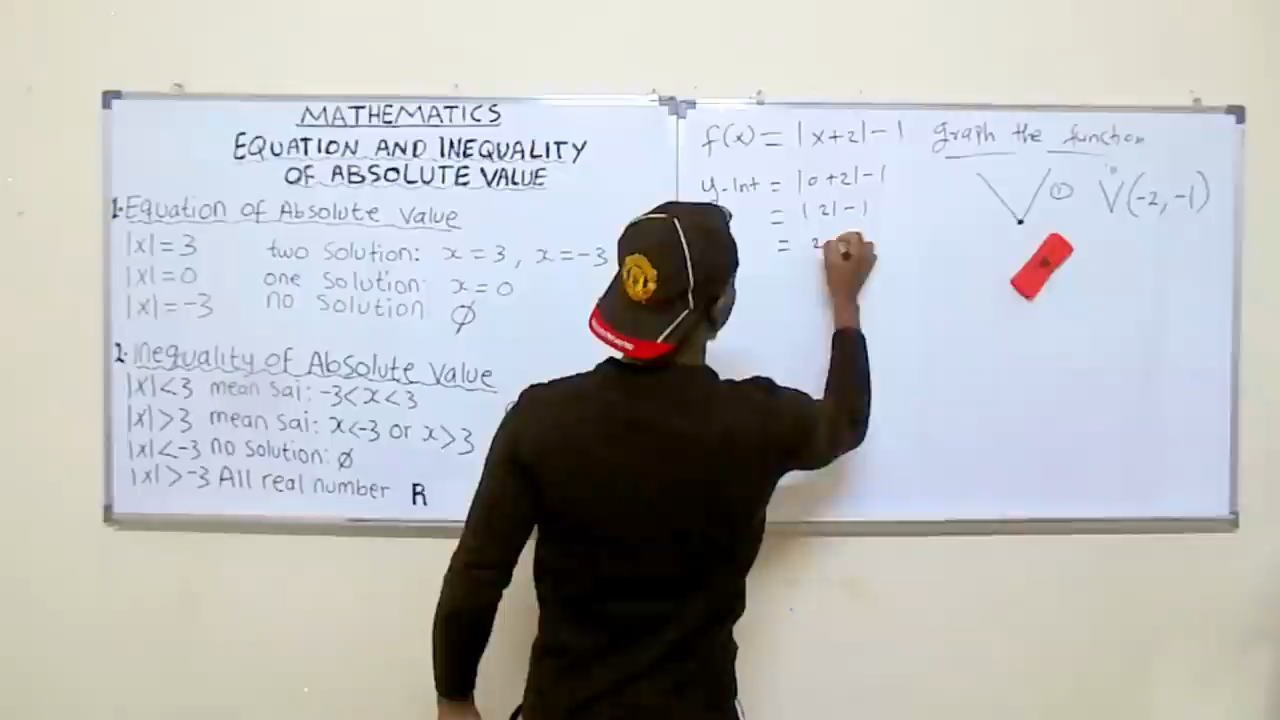 MATHEMATICS
EQUATION AND INEQUALITY
OF ABSOLUTE VALUE
1. Equation of Absolute Value
|x|=3 two solution: x=3, x=-3
|x|=0 one solution: x=0
|x|=-3 no solution ∅
2. Inequality of Absolute Value
|x|<3 mean sai: -3<x<3
|x|>3 mean sai: x<-3 or x>3
|x|<-3 no solution: ∅
|x|>-3 All real number R
f(x) = |x+2|-1 graph the function
y-Int = |0+2|-1
= |2|-1
= 2
① V(-2,-1)